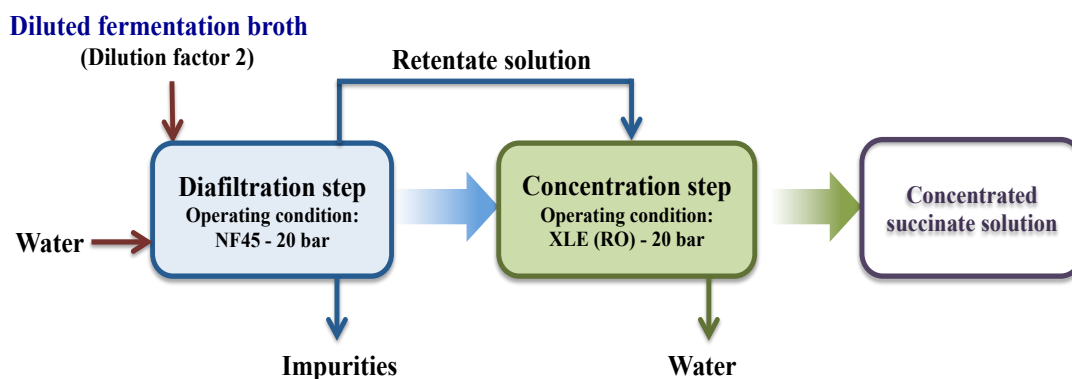 Diluted fermentation broth
(Dilution factor 2)
Retentate solution
Diafiltration step
Operating condition:
NF45 - 20 bar
Concentration step
Operating condition:
XLE (RO) - 20 bar
Concentrated
succinate solution
Water
Impurities
Water